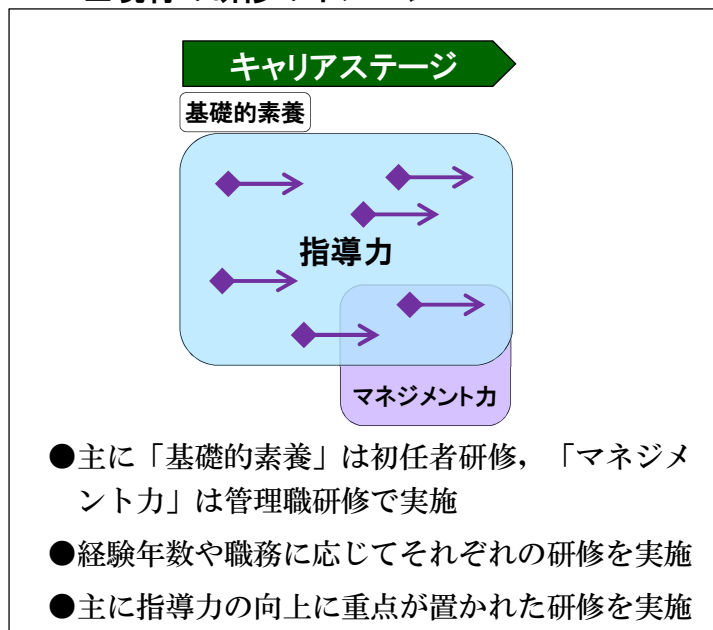 キャリアステージ
基礎的素養
指導力
マネジメント力
●主に「基礎的素養」は初任者研修，「マネジメ
ント力」は管理職研修で実施
●経験年数や職務に応じてそれぞれの研修を実施
●主に指導力の向上に重点が置かれた研修を実施